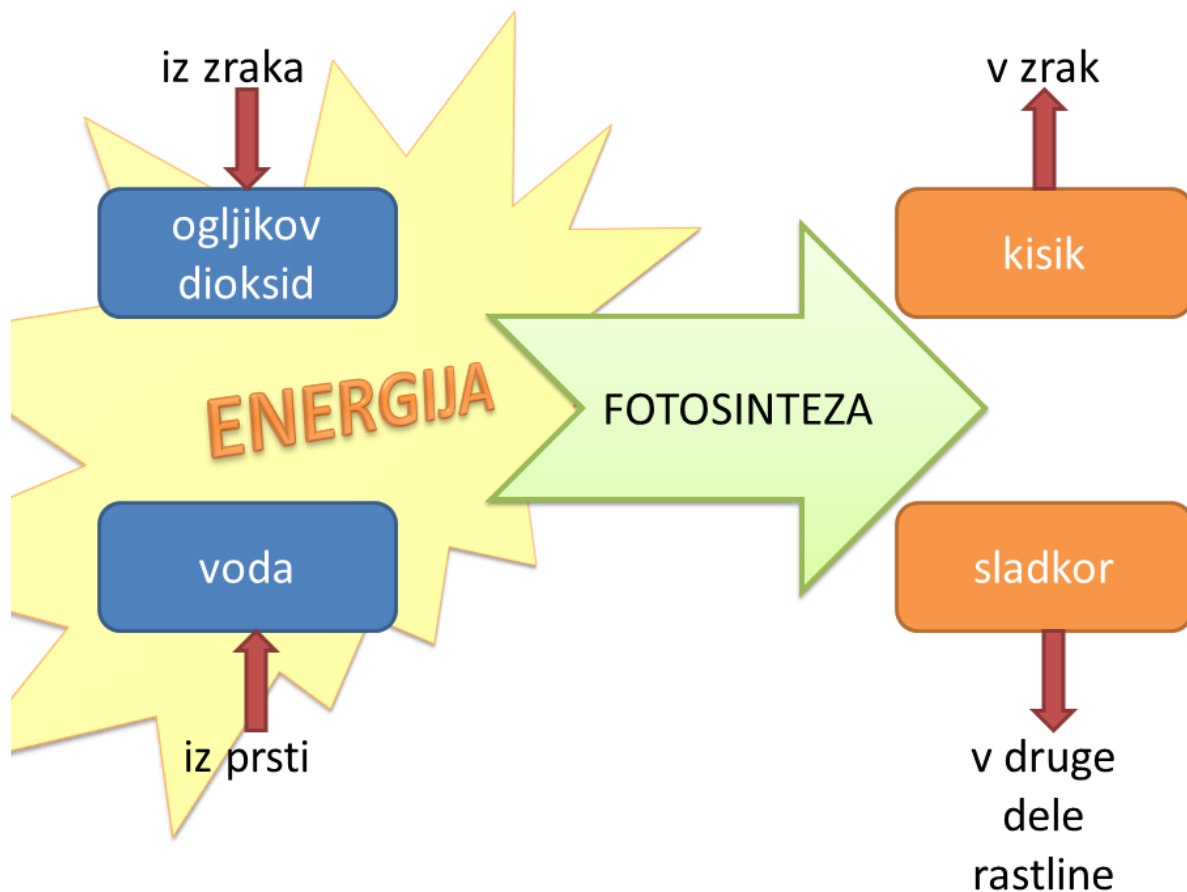 iz zraka
ogljikov
dioksid
ENERGIJA
voda
iz prsti
FOTOSINTEZA
v zrak
kisik
sladkor
v druge
dele
rastline